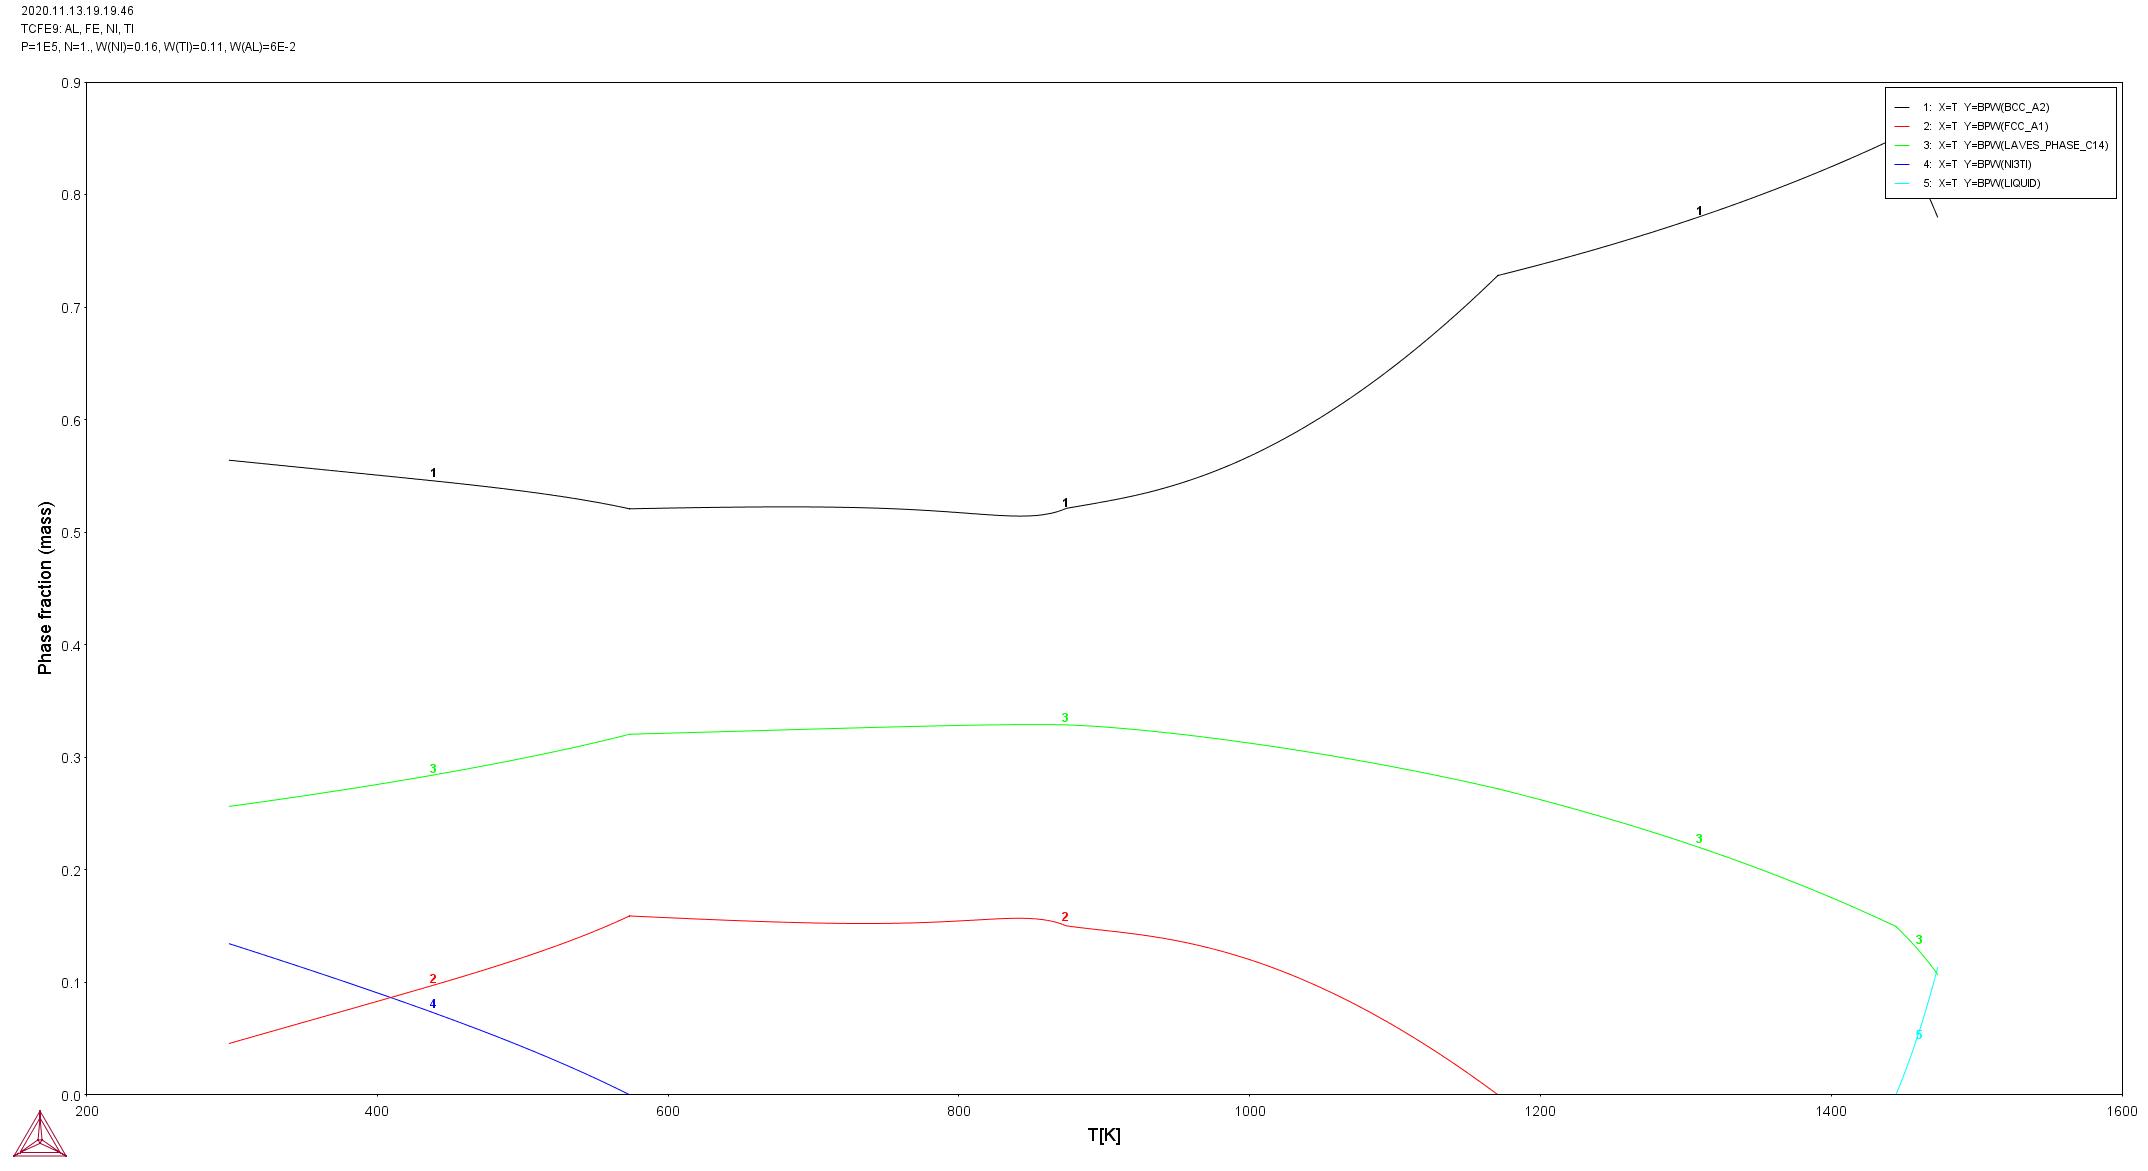 2020.11.13.19.19.46
TCFE9: AL, FE, NI, TI
P=1E5, N=1., W(NI)=0.16, W(TI)=0.11, W(AL)=6E-2
0.9
1: X=T Y=BPW(BCC_A2)
2: X=T Y=BPW(FCC_A1)
3: X=T Y=BPW(LAVES_PHASE_C14)
4: X=T Y=BPW(NI3TI)
5: X=T Y=BPW(LIQUID)
0.8
1
0.7
0.6
1
1
0.5
Phase fraction (mass)
0.4
3
0.3
3
3
0.2
2
3
2
0.1
4
5
0.0
200 400 600 800 1000 1200 1400 1600
T[K]